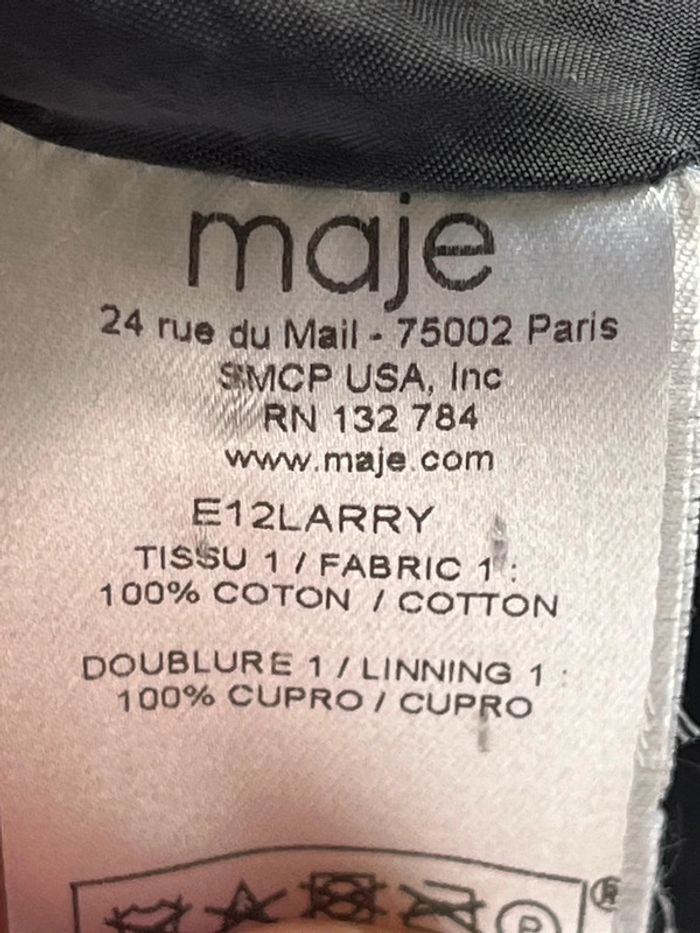 maje
24 rue du Mail - 75002 Paris
SMCP USA, Inc
RN 132 784
www.maje.com
E12LARRY
TISSU 1 / FABRIC 1 :
100% COTON / COTTON
DOUBLURE 1 / LINNING 1 :
100% CUPRO / CUPRO
P